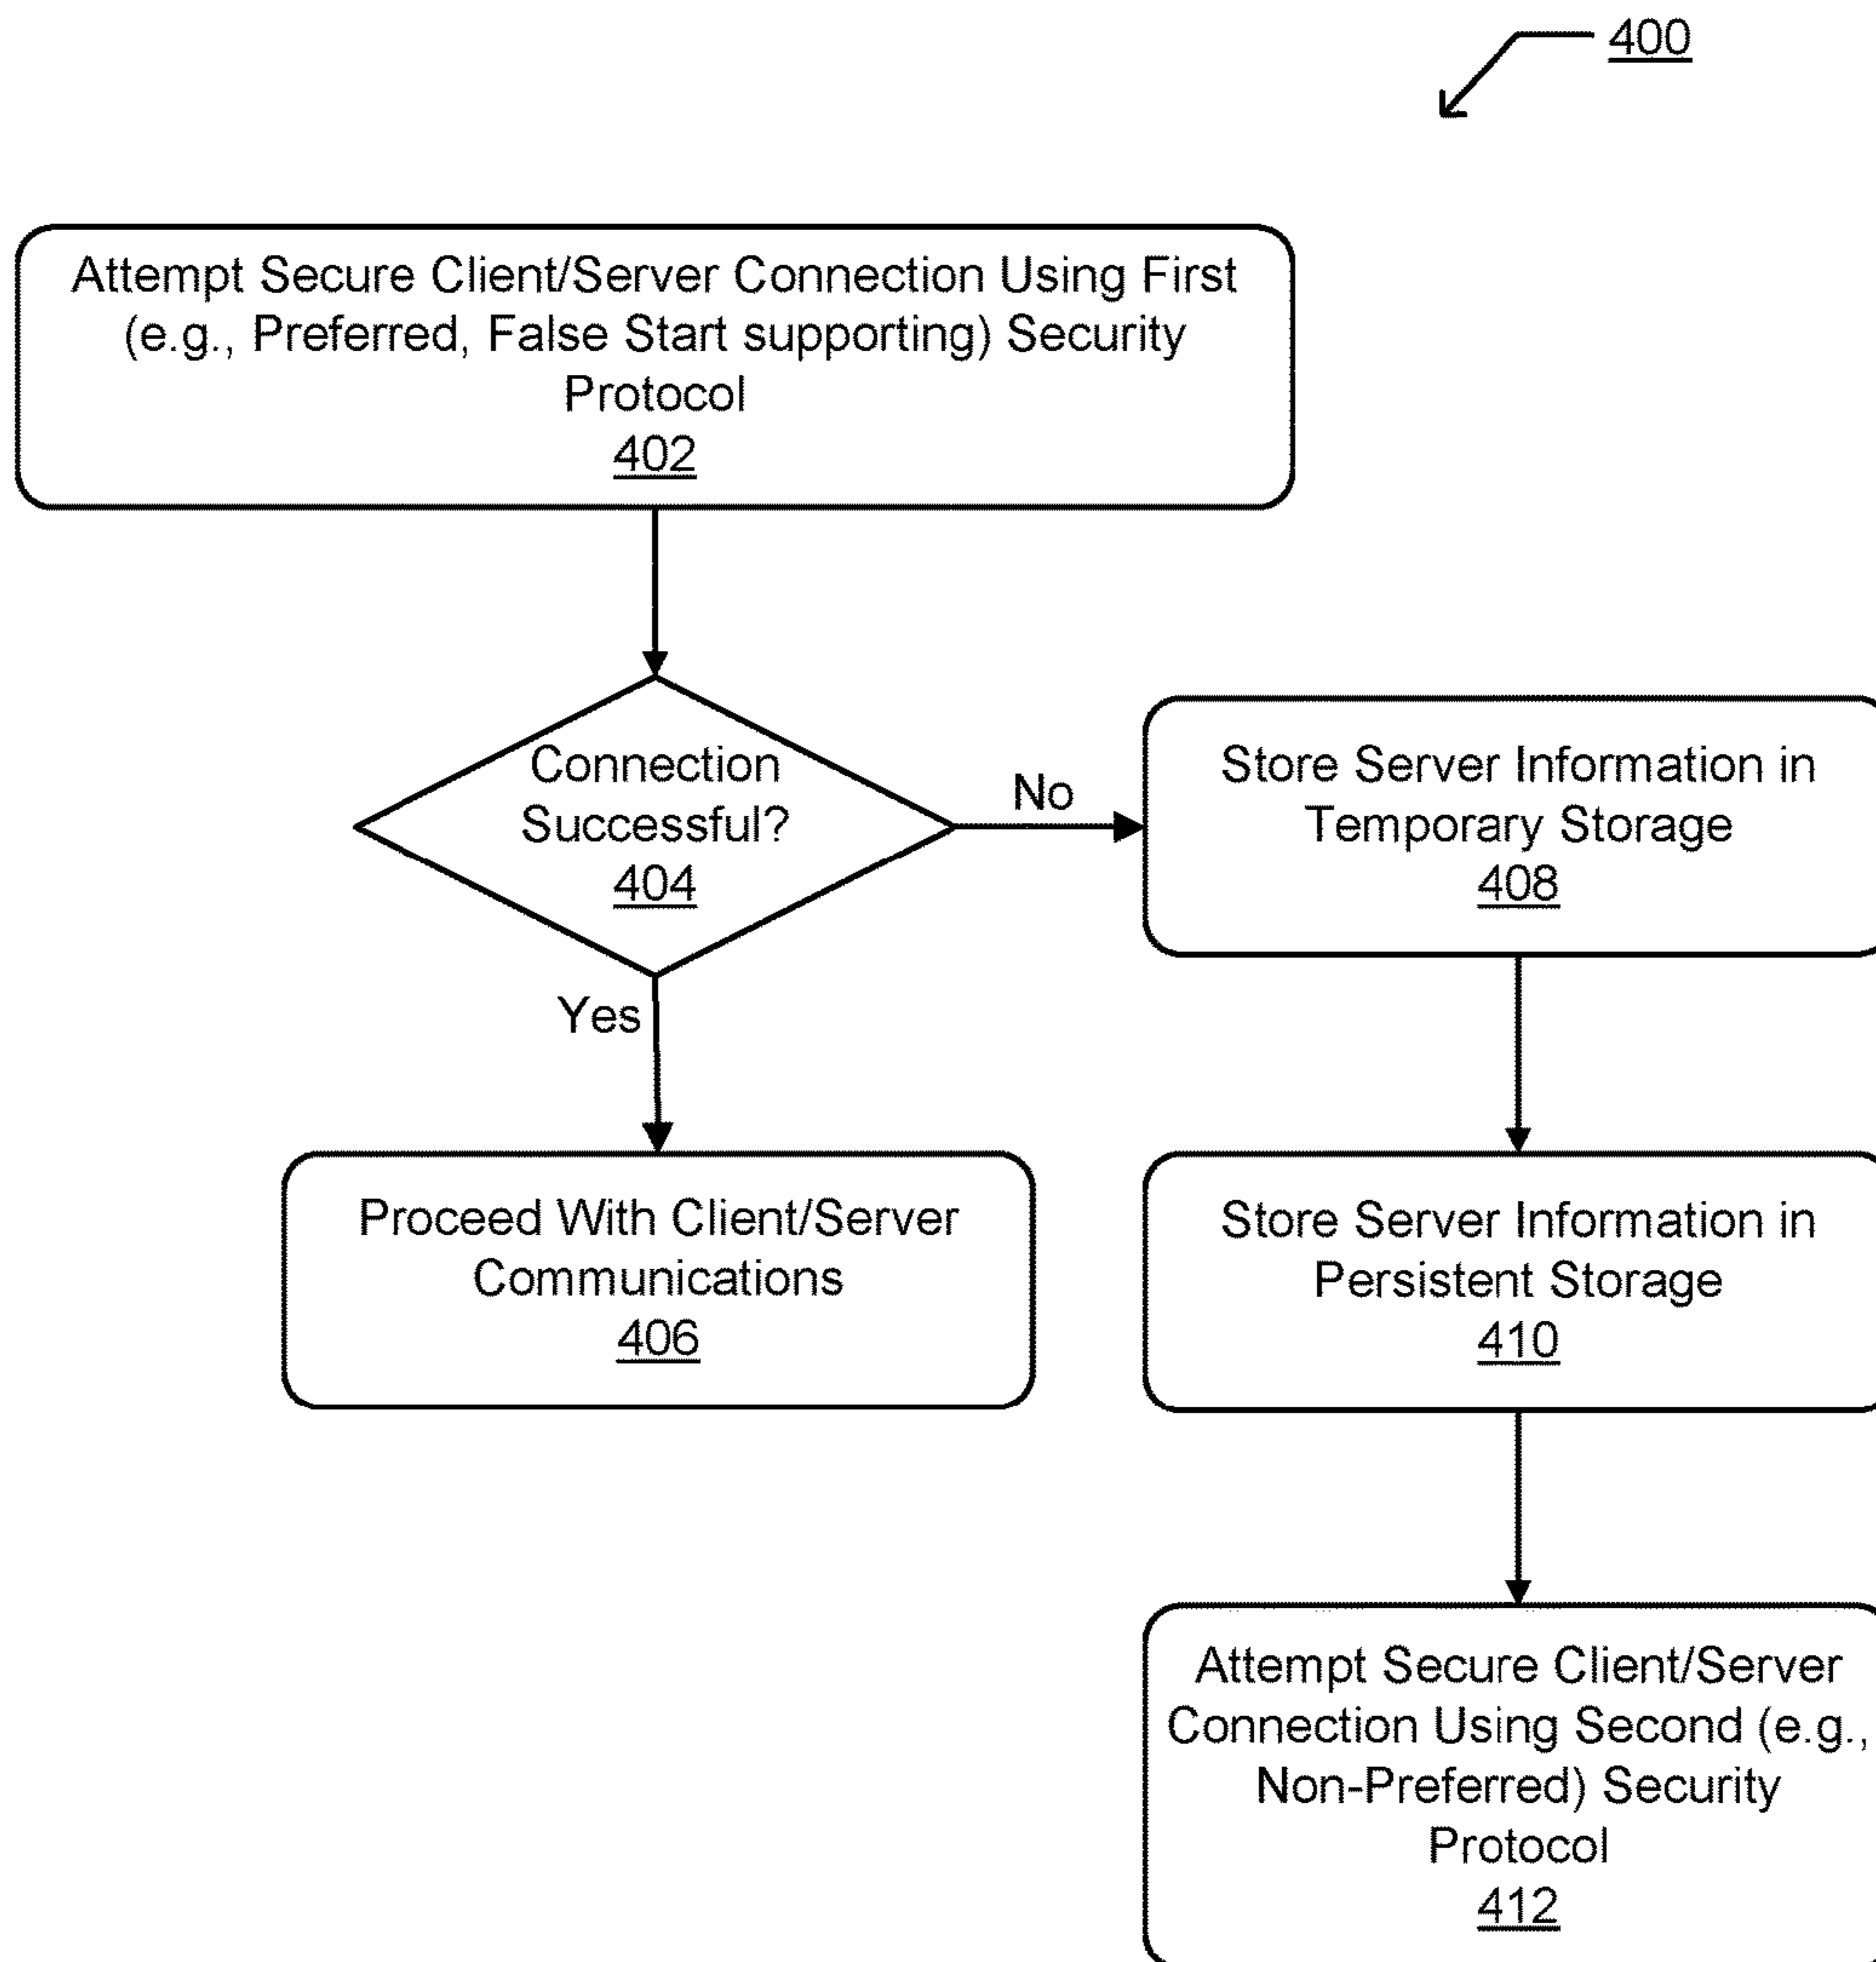 400
Attempt Secure Client/Server Connection Using First
(e.g., Preferred, False Start supporting) Security
Protocol
402
Connection
Successful?
404
No
Yes
Store Server Information in
Temporary Storage
408
Proceed With Client/Server
Communications
406
Store Server Information in
Persistent Storage
410
Attempt Secure Client/Server
Connection Using Second (e.g.,
Non-Preferred) Security
Protocol
412